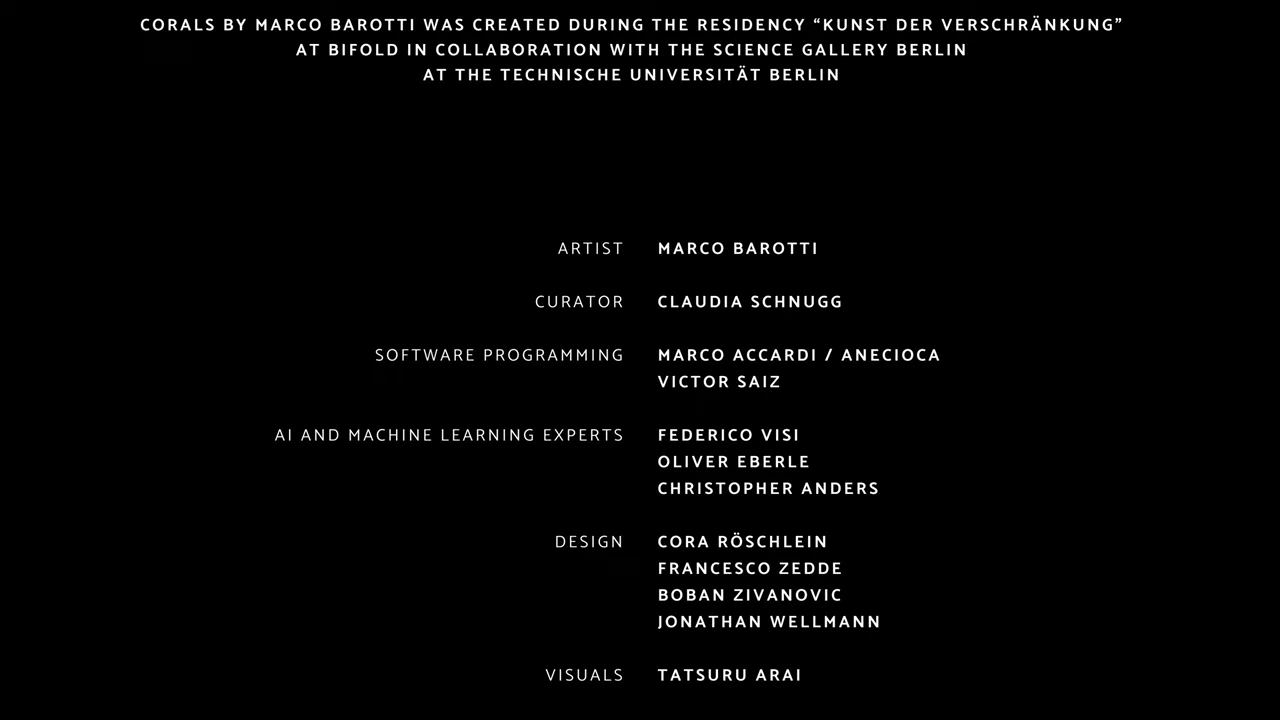 CORALS BY MARCO BAROTTI WAS CREATED DURING THE RESIDENCY “KUNST DER VERSCHRÄNKUNG”
AT BIFOLD IN COLLABORATION WITH THE SCIENCE GALLERY BERLIN
AT THE TECHNISCHE UNIVERSITÄT BERLIN
ARTIST MARCO BAROTTI
CURATOR CLAUDIA SCHNUGG
SOFTWARE PROGRAMMING MARCO ACCARDI / ANECIOCA
VICTOR SAIZ
AI AND MACHINE LEARNING EXPERTS FEDERICO VISI
OLIVER EBERLE
CHRISTOPHER ANDERS
DESIGN CORA RÖSCHLEIN
FRANCESCO ZEDDE
BOBAN ZIVANOVIC
JONATHAN WELLMANN
VISUALS TATSURU ARAI